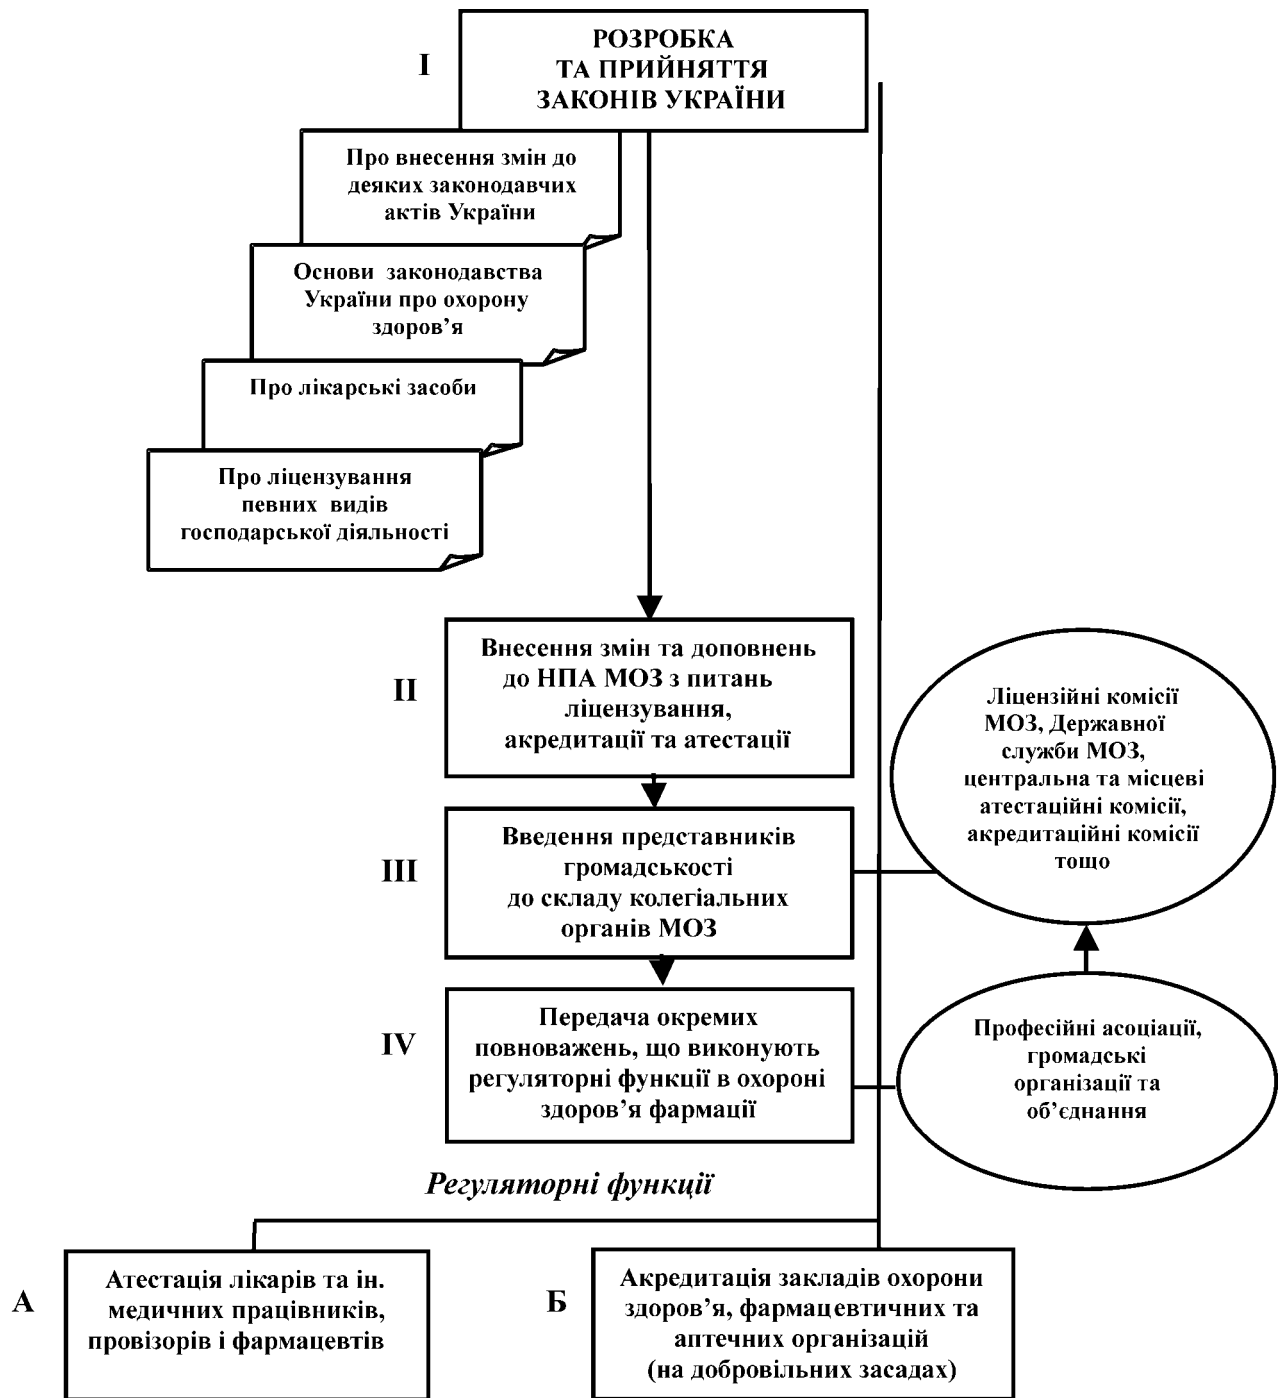 I
РОЗРОБКА
ТА ПРИЙНЯТТЯ
ЗАКОНІВ УКРАЇНИ
Про внесення змін до
деяких законодавчих
актів України
Основи законодавства
України про охорону
здоров’я
Про лікарські засоби
Про ліцензування
певних видів
господарської діяльності
II
Внесення змін та доповнень
до НПА МОЗ з питань
ліцензування,
акредитації та атестації
Ліцензійні комісії
МОЗ, Державної
служби МОЗ,
центральна та місцеві
атестаційні комісії,
акредитаційні комісії
тощо
III
Введення представників
громадськості
до складу колегіальних
органів МОЗ
IV
Передача окремих
повноважень, що виконують
регуляторні функції в охороні
здоров’я фармації
Професійні асоціації,
громадські
організації та
об’єднання
Регуляторні функції
А
Атестація лікарів та ін.
медичних працівників,
провізорів і фармацевтів
Б
Акредитація закладів охорони
здоров’я, фармацевтичних та
аптечних організацій
(на добровільних засадах)